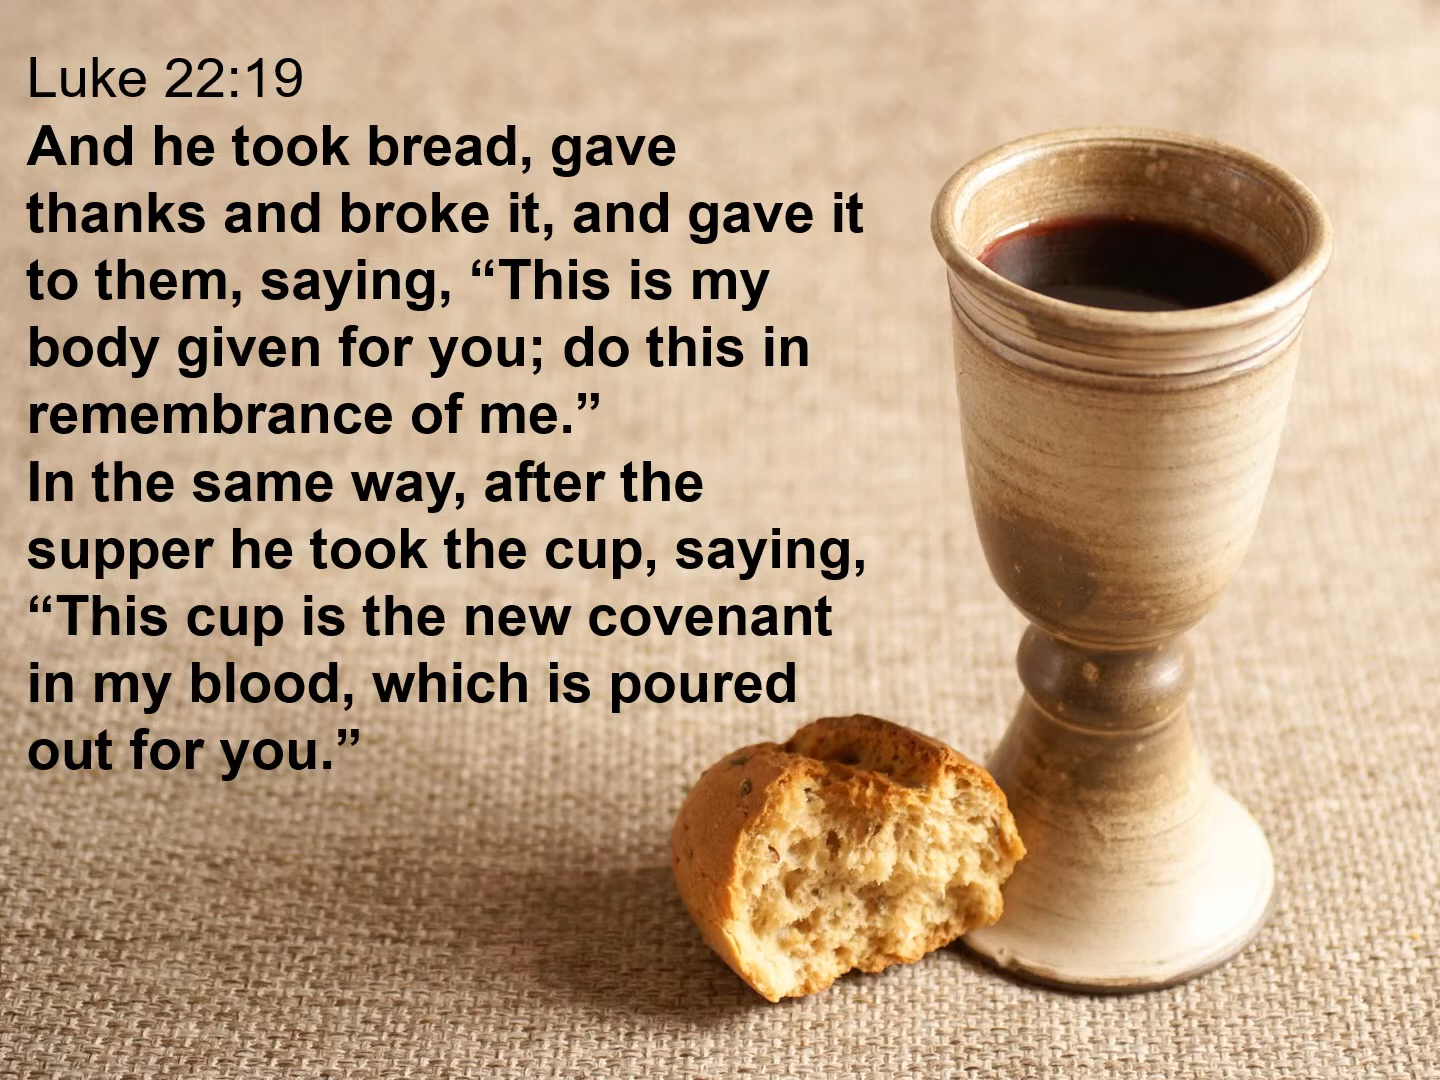 Luke 22:19
And he took bread, gave
thanks and broke it, and gave it
to them, saying, “This is my
body given for you; do this in
remembrance of me.”
In the same way, after the
supper he took the cup, saying,
“This cup is the new covenant
in my blood, which is poured
out for you.”